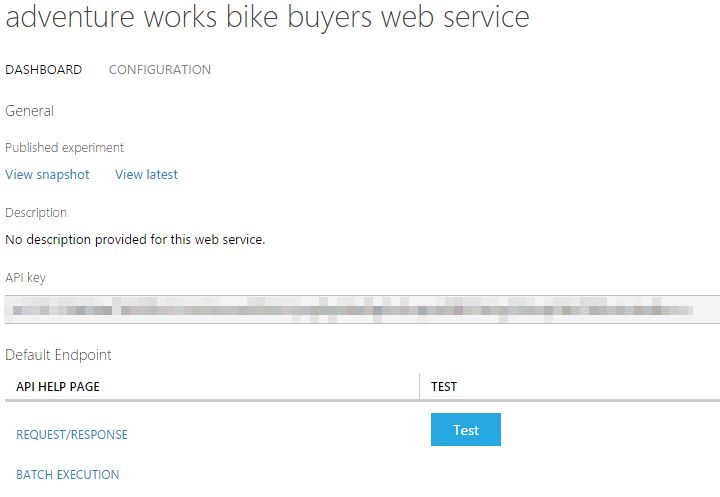 adventure works bike buyers web service
DASHBOARD CONFIGURATION
General
Published experiment
View snapshot View latest
Description
No description provided for this web service.
API key
Default Endpoint
API HELP PAGE TEST
REQUEST/RESPONSE Test
BATCH EXECUTION